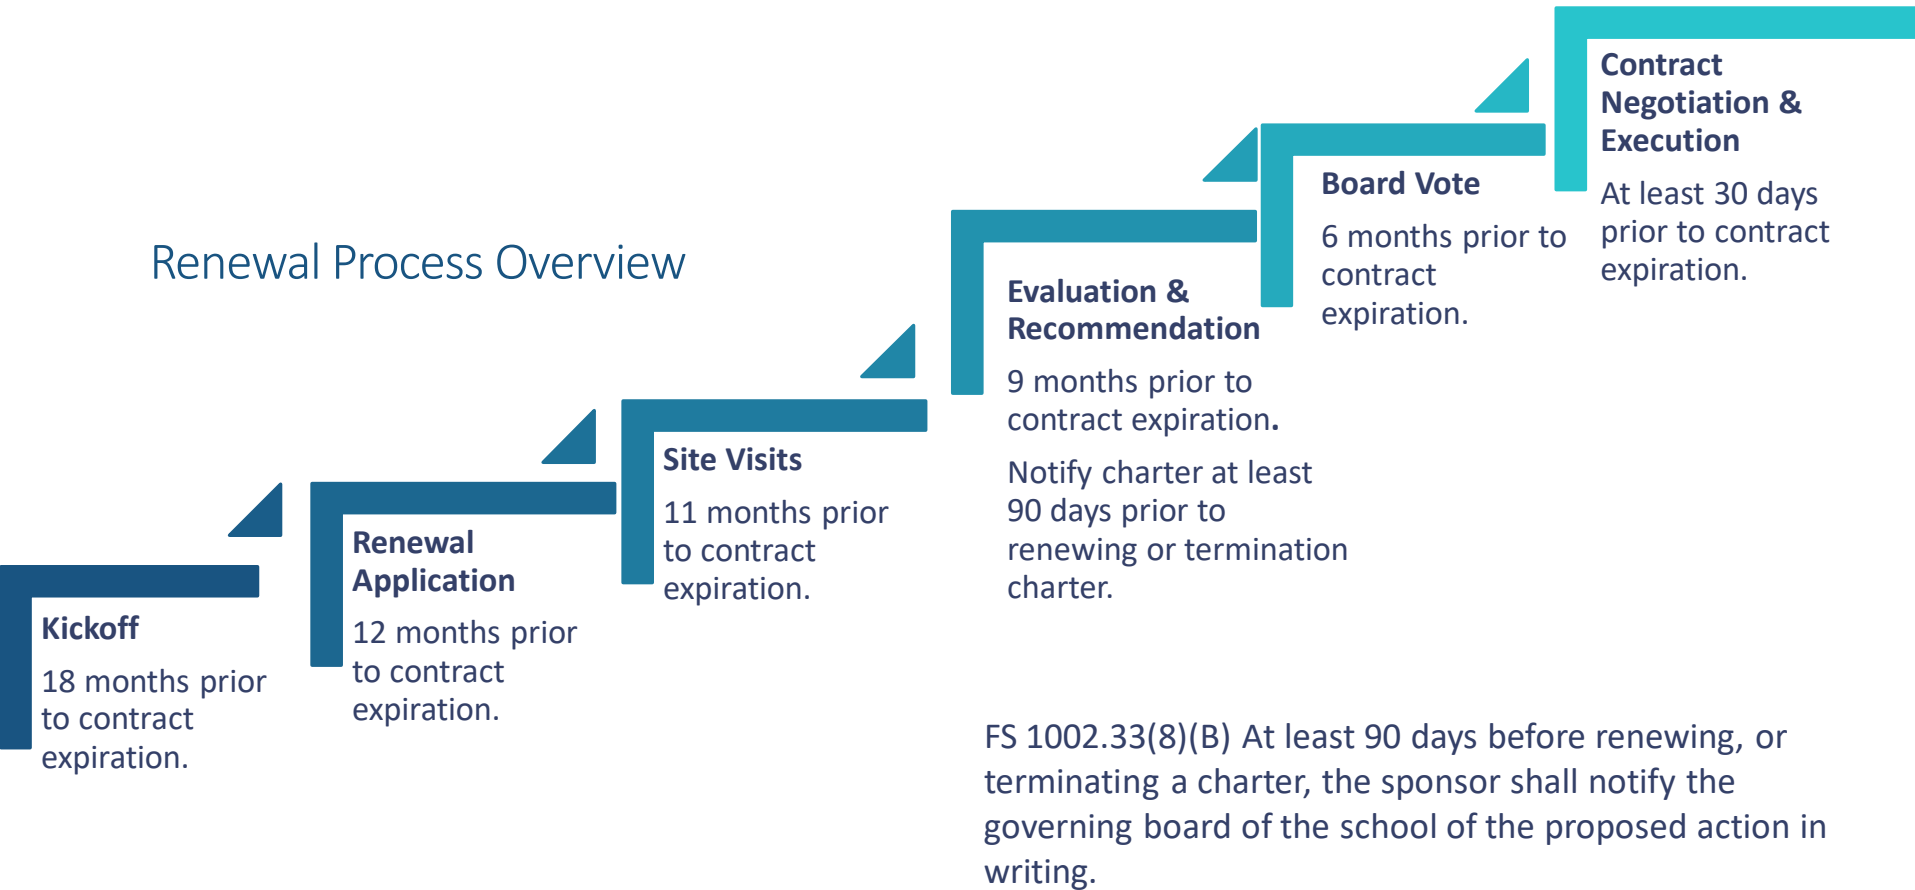 Renewal Process Overview
Kickoff
18 months prior
to contract
expiration.
Renewal
Application
12 months prior
to contract
expiration.
Site Visits
11 months prior
to contract
expiration.
Evaluation &
Recommendation
9 months prior to
contract expiration.
Notify charter at least
90 days prior to
renewing or termination
charter.
Board Vote
6 months prior to
contract
expiration.
Contract
Negotiation &
Execution
At least 30 days
prior to contract
expiration.
FS 1002.33(8)(B) At least 90 days before renewing, or
terminating a charter, the sponsor shall notify the
governing board of the school of the proposed action in
writing.